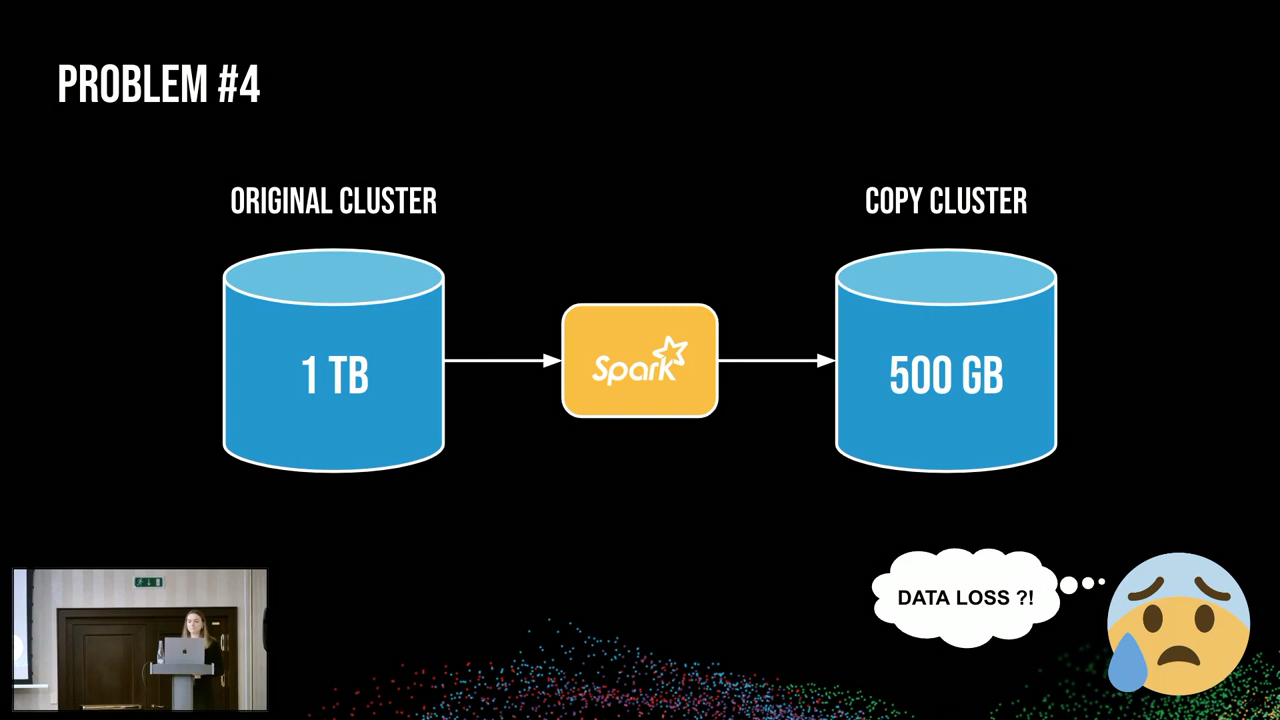 PROBLEM #4
ORIGINAL CLUSTER
COPY CLUSTER
1 TB
Spark
500 GB
DATA LOSS ?!